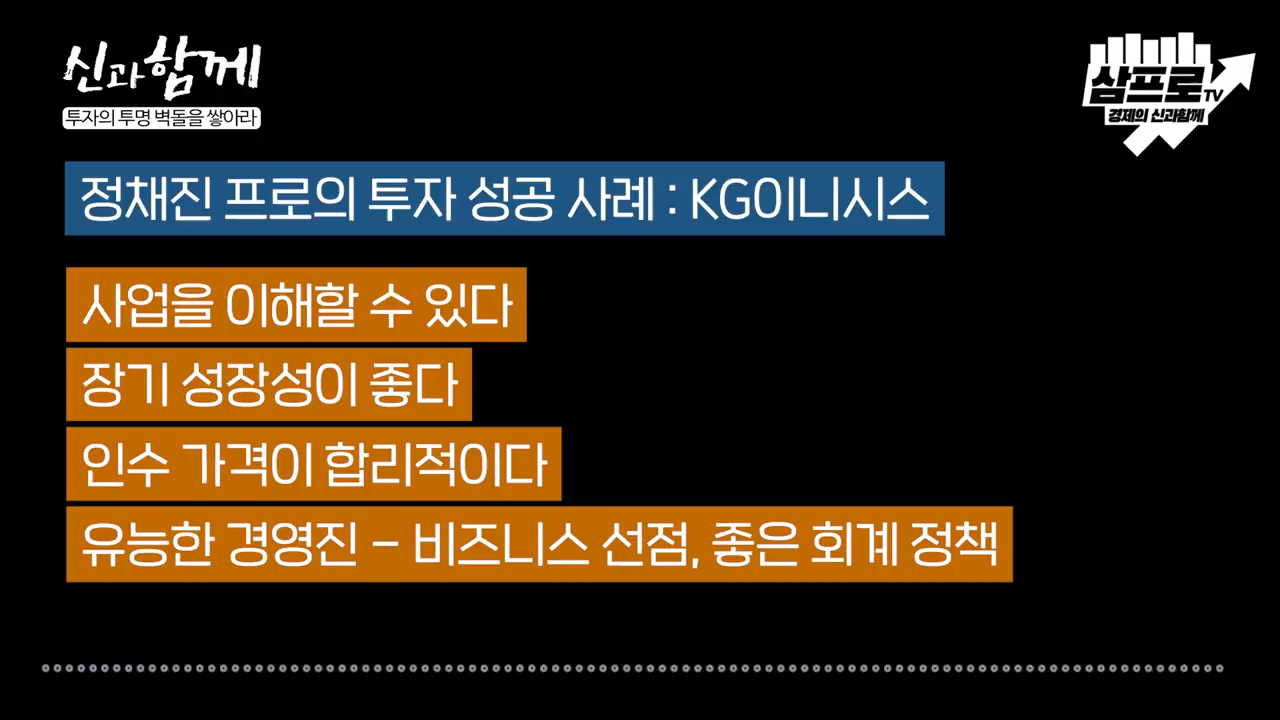 신과함께
투자의 투명 벽돌을 쌓아라
삼프로TV
경제의 신과함께
정채진 프로의 투자 성공 사례 : KG이니시스
사업을 이해할 수 있다
장기 성장성이 좋다
인수 가격이 합리적이다
유능한 경영진 - 비즈니스 선점, 좋은 회계 정책